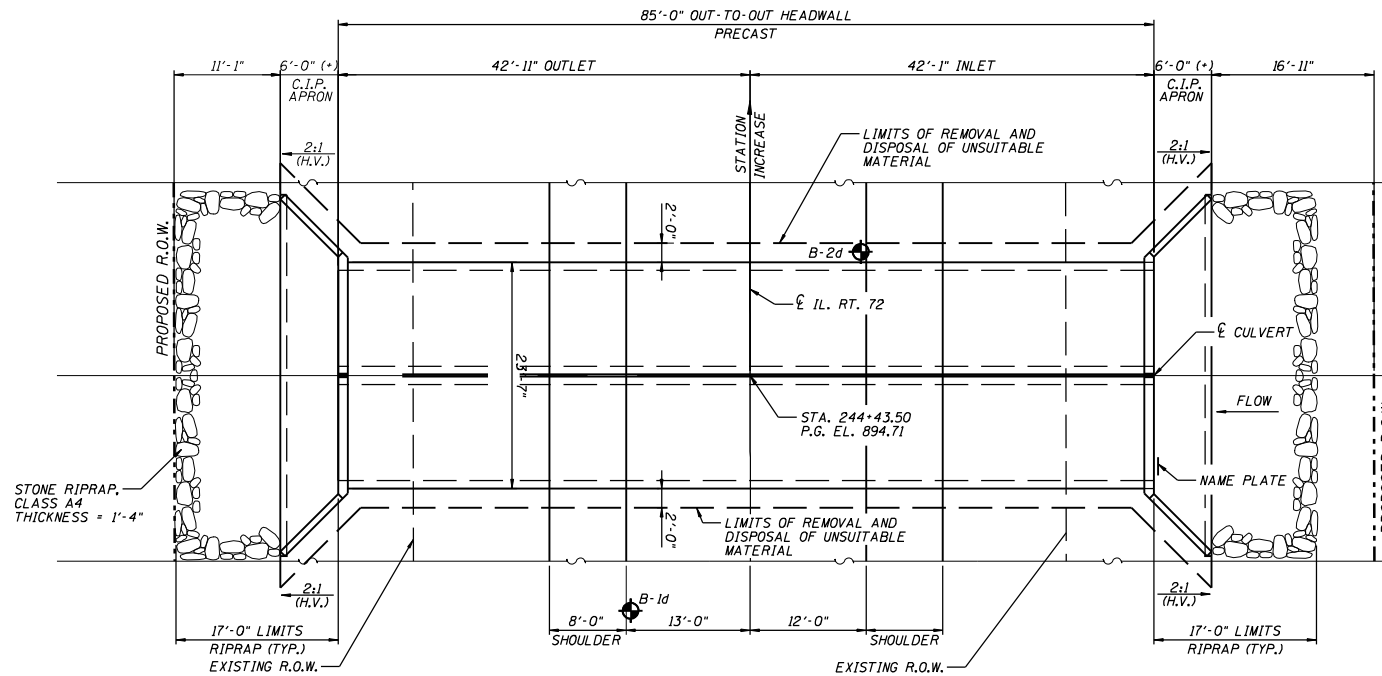 85'-0" OUT-TO-OUT HEADWALL
PRECAST
11'-1"
6'-0" (+)
C.I.P.
APRON
42'-11" OUTLET
42'-1" INLET
6'-0" (+)
C.I.P.
APRON
16'-11"
2:1
(H.V.)
STATION
INCREASE
LIMITS OF REMOVAL AND
DISPOSAL OF UNSUITABLE
MATERIAL
2:1
(H.V.)
PROPOSED R.O.W.
2'-0"
B-2d
℄ IL. RT. 72
℄ CULVERT
23'-7"
STA. 244+43.50
P.G. EL. 894.71
FLOW
STONE RIPRAP,
CLASS A4
THICKNESS = 1'-4"
NAME PLATE
2'-0"
LIMITS OF REMOVAL AND
DISPOSAL OF UNSUITABLE
MATERIAL
2:1
(H.V.)
B-1d
2:1
(H.V.)
17'-0" LIMITS
RIPRAP (TYP.)
8'-0"
SHOULDER
13'-0"
12'-0"
SHOULDER
17'-0" LIMITS
RIPRAP (TYP.)
EXISTING R.O.W.
EXISTING R.O.W.